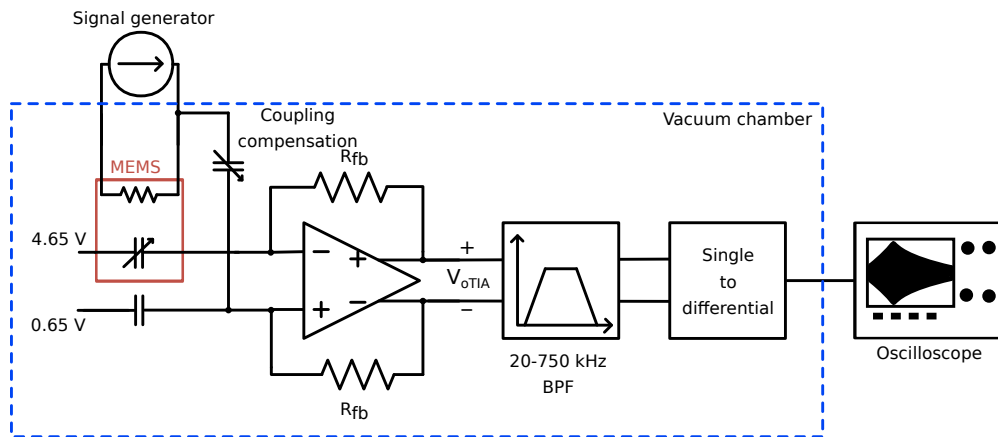 Signal generator
Coupling
compensation
Vacuum chamber
MEMS
Rfb
4.65 V
0.65 V
− +
+ −
+
VoTIA
−
Single
to
differential
20-750 kHz
BPF
Oscilloscope
Rfb